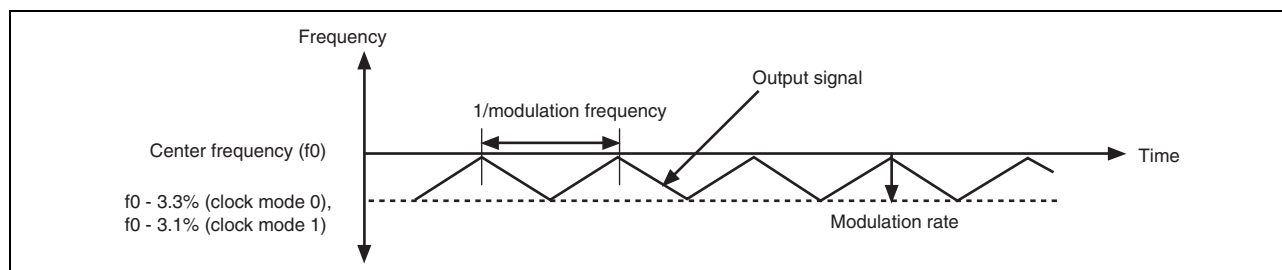 Frequency
Output signal
1/modulation frequency
Center frequency (f0)
Time
f0 - 3.3% (clock mode 0),
f0 - 3.1% (clock mode 1)
Modulation rate